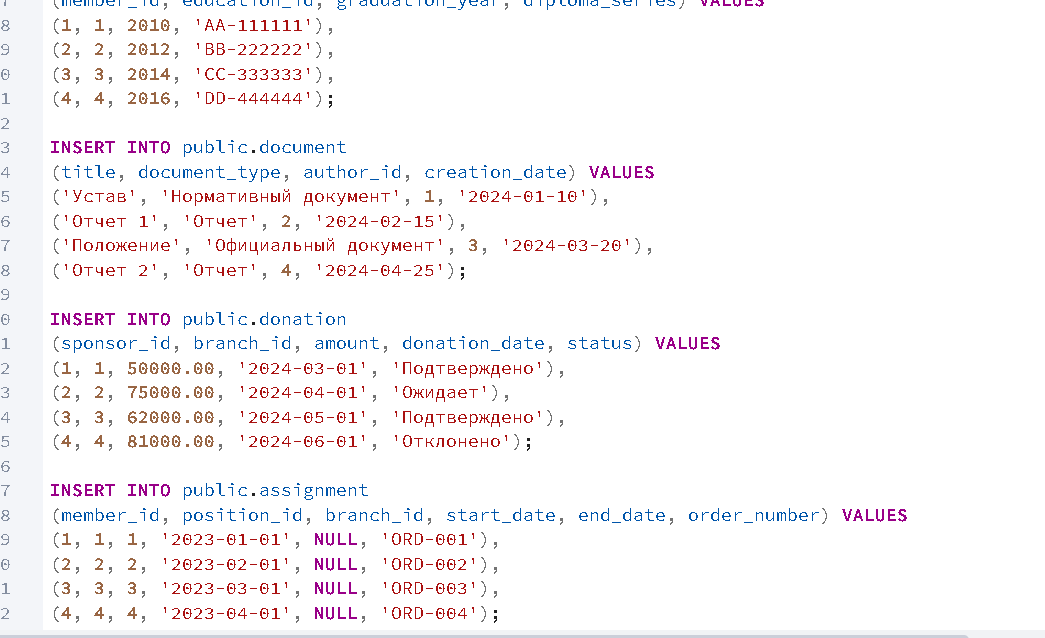 (member_id, education_id, graduation_year, diploma_series) VALUES
8 (1, 1, 2010, 'AA-111111'),
9 (2, 2, 2012, 'BB-222222'),
0 (3, 3, 2014, 'CC-333333'),
1 (4, 4, 2016, 'DD-444444');
2
3 INSERT INTO public.document
4 (title, document_type, author_id, creation_date) VALUES
5 ('Устав', 'Нормативный документ', 1, '2024-01-10'),
6 ('Отчет 1', 'Отчет', 2, '2024-02-15'),
7 ('Положение', 'Официальный документ', 3, '2024-03-20'),
8 ('Отчет 2', 'Отчет', 4, '2024-04-25');
9
0 INSERT INTO public.donation
1 (sponsor_id, branch_id, amount, donation_date, status) VALUES
2 (1, 1, 50000.00, '2024-03-01', 'Подтверждено'),
3 (2, 2, 75000.00, '2024-04-01', 'Ожидает'),
4 (3, 3, 62000.00, '2024-05-01', 'Подтверждено'),
5 (4, 4, 81000.00, '2024-06-01', 'Отклонено');
6
7 INSERT INTO public.assignment
8 (member_id, position_id, branch_id, start_date, end_date, order_number) VALUES
9 (1, 1, 1, '2023-01-01', NULL, 'ORD-001'),
0 (2, 2, 2, '2023-02-01', NULL, 'ORD-002'),
1 (3, 3, 3, '2023-03-01', NULL, 'ORD-003'),
2 (4, 4, 4, '2023-04-01', NULL, 'ORD-004');